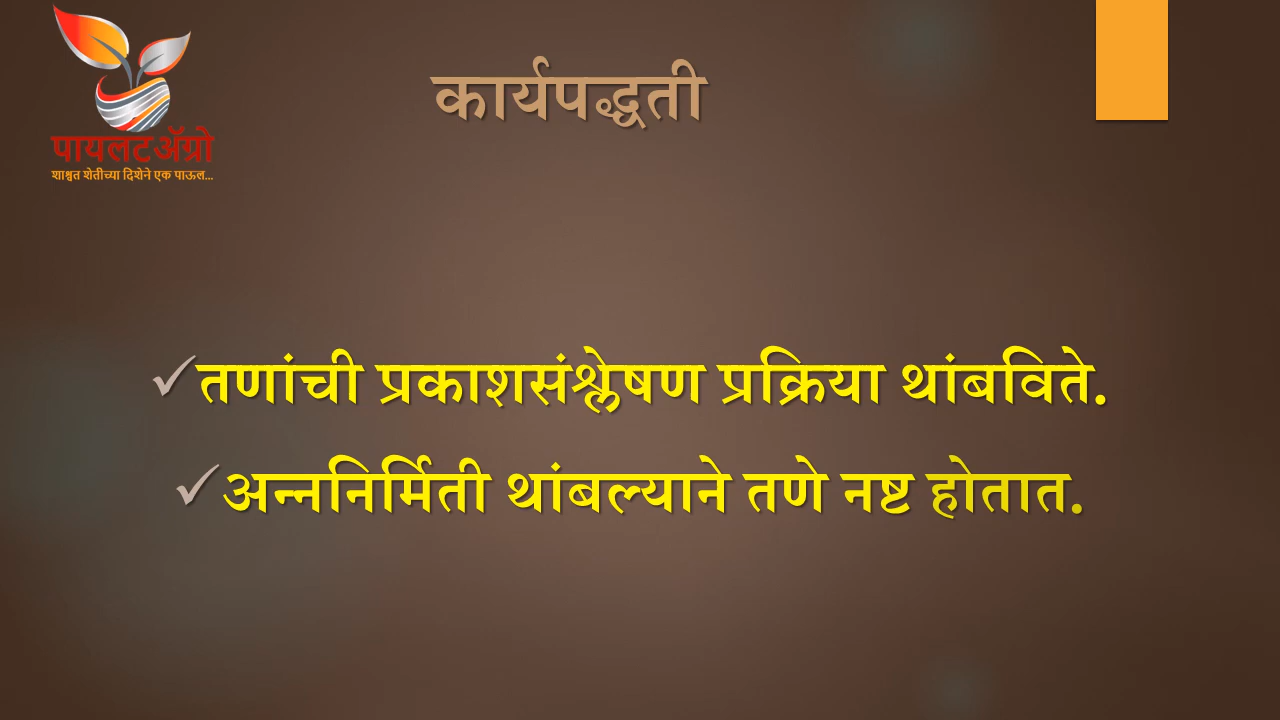 पायलटॲग्रो
शाश्वत शेतीच्या दिशेने एक पाऊल...
कार्यपद्धती
तणांची प्रकाशसंश्लेषण प्रक्रिया थांबविते.
अन्ननिर्मिती थांबल्याने तणे नष्ट होतात.